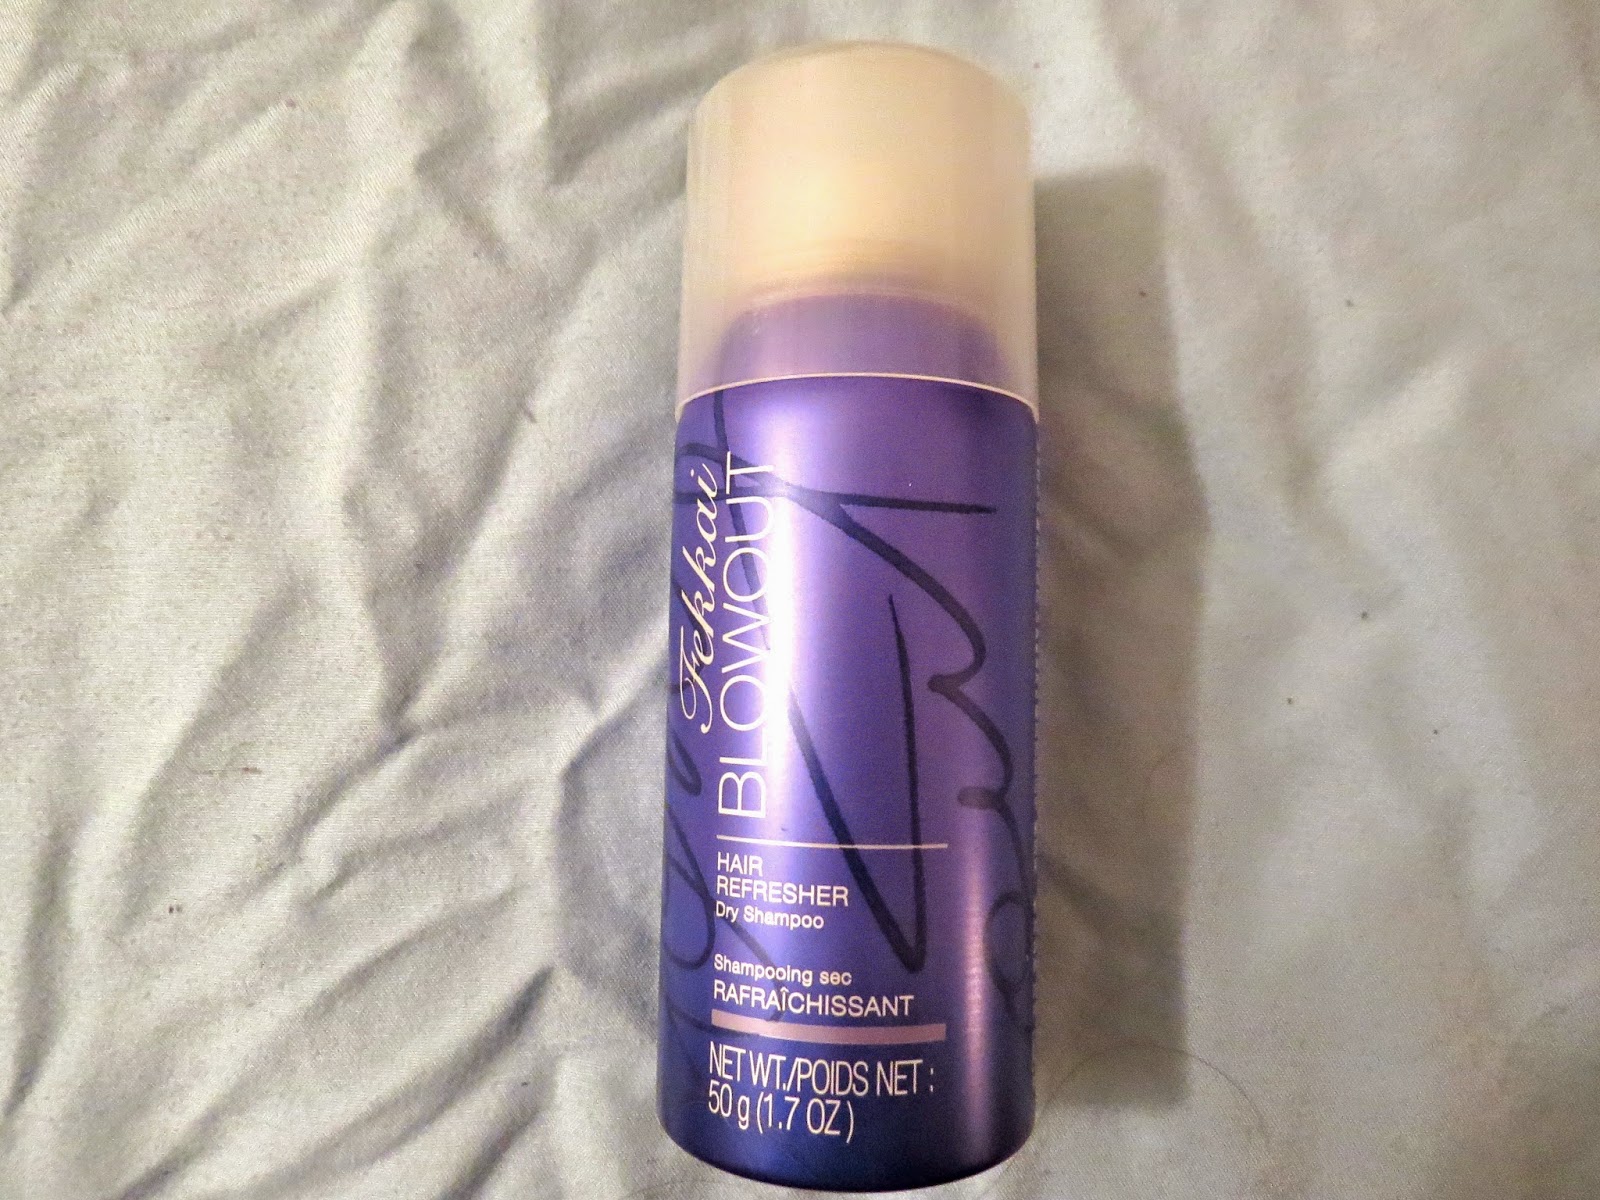 Fekkai
BLOWOUT
HAIR
REFRESHER
Dry Shampoo
Shampooing sec
RAFRAÎCHISSANT
NET WT./POIDS NET :
50 g (1.7 OZ)